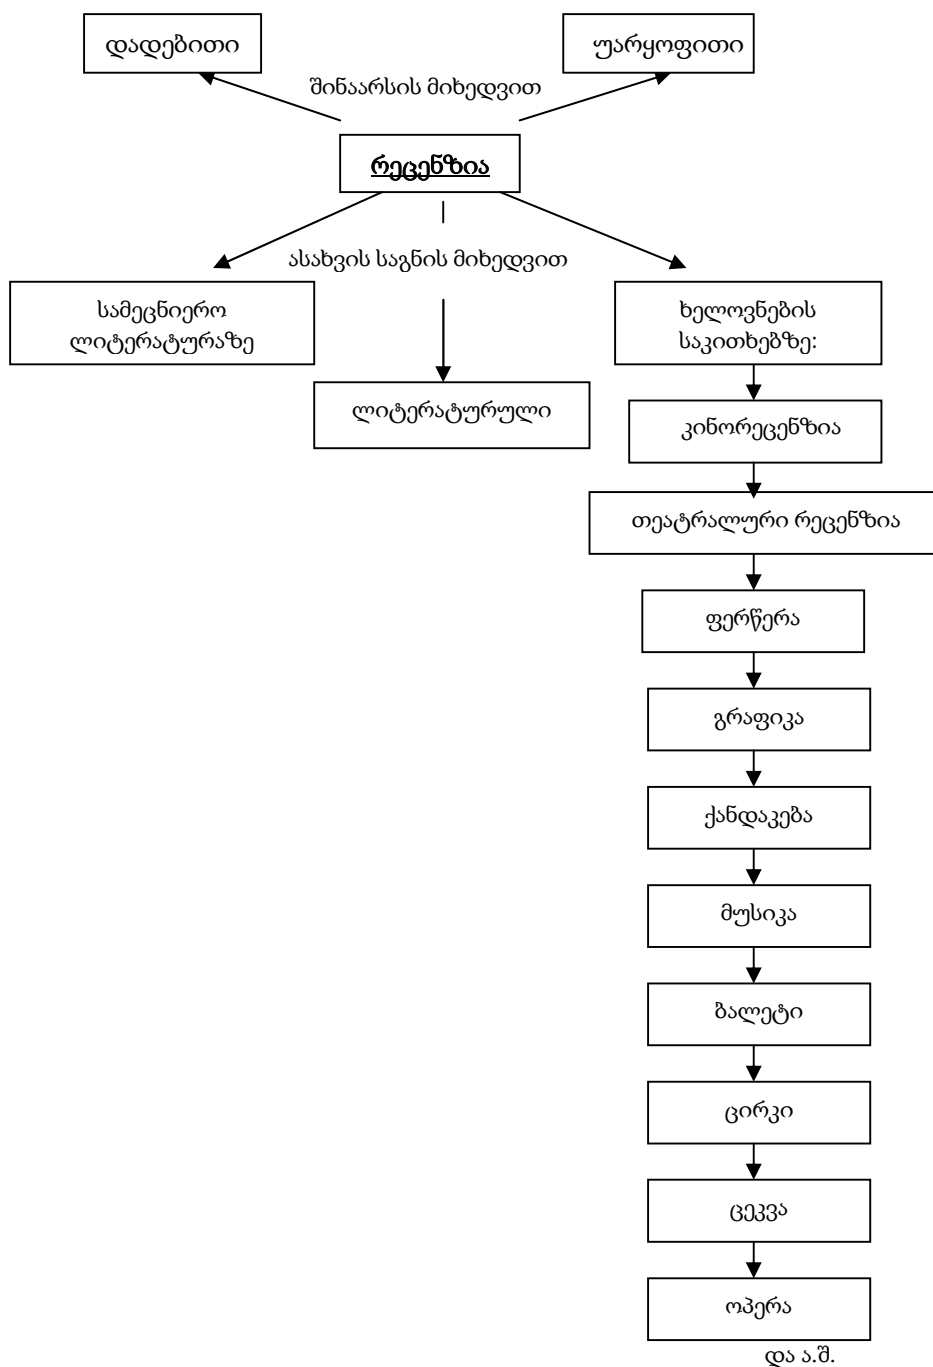 დადებითი
უარყოფითი
შინაარსის მიხედვით
რეცენზია
ასახვის საგნის მიხედვით
სამეცნიერო
ლიტერატურაზე
ლიტერატურული
ხელოვნების
საკითხებზე:
კინორეცენზია
თეატრალური რეცენზია
ფერწერა
გრაფიკა
ქანდაკება
მუსიკა
ბალეტი
ცირკი
ცეკვა
ოპერა
და ა.შ.